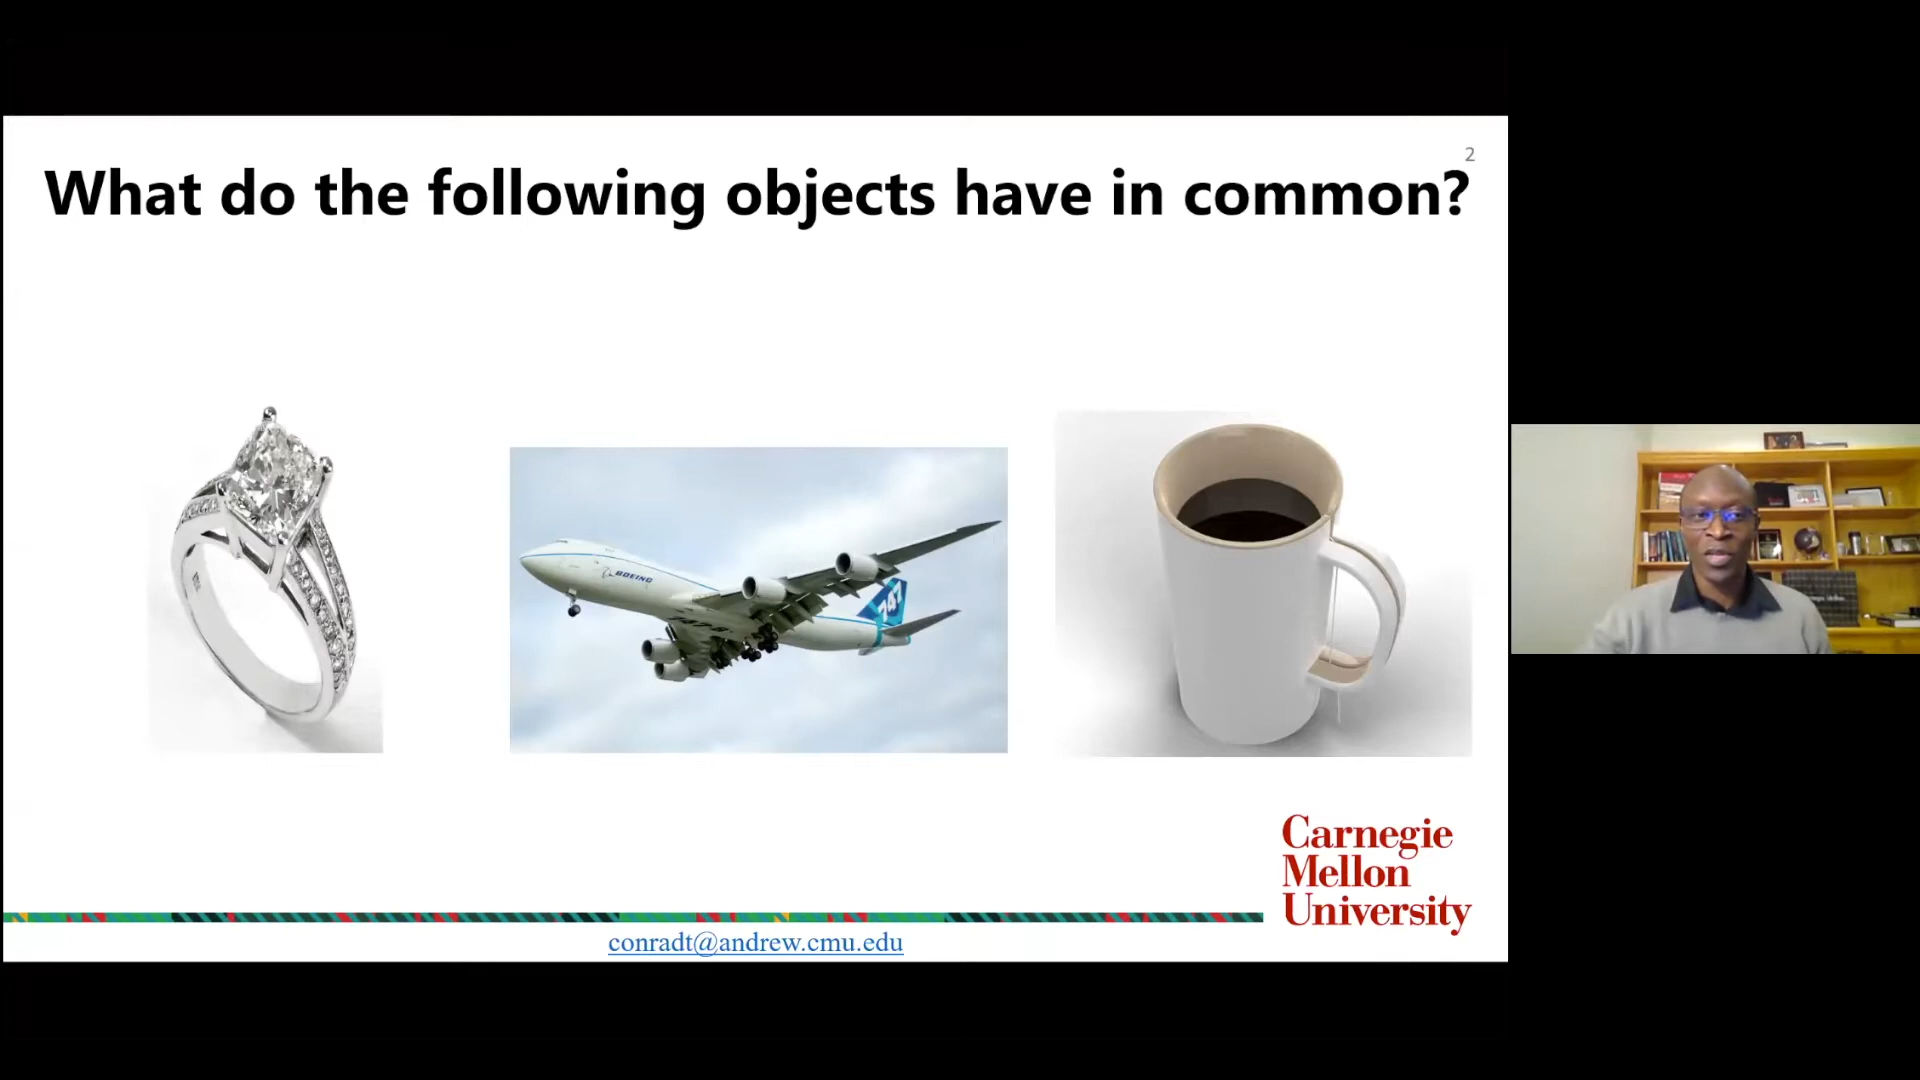 2
What do the following objects have in common?
BOEING
747
Carnegie
Mellon
University
conradt@andrew.cmu.edu